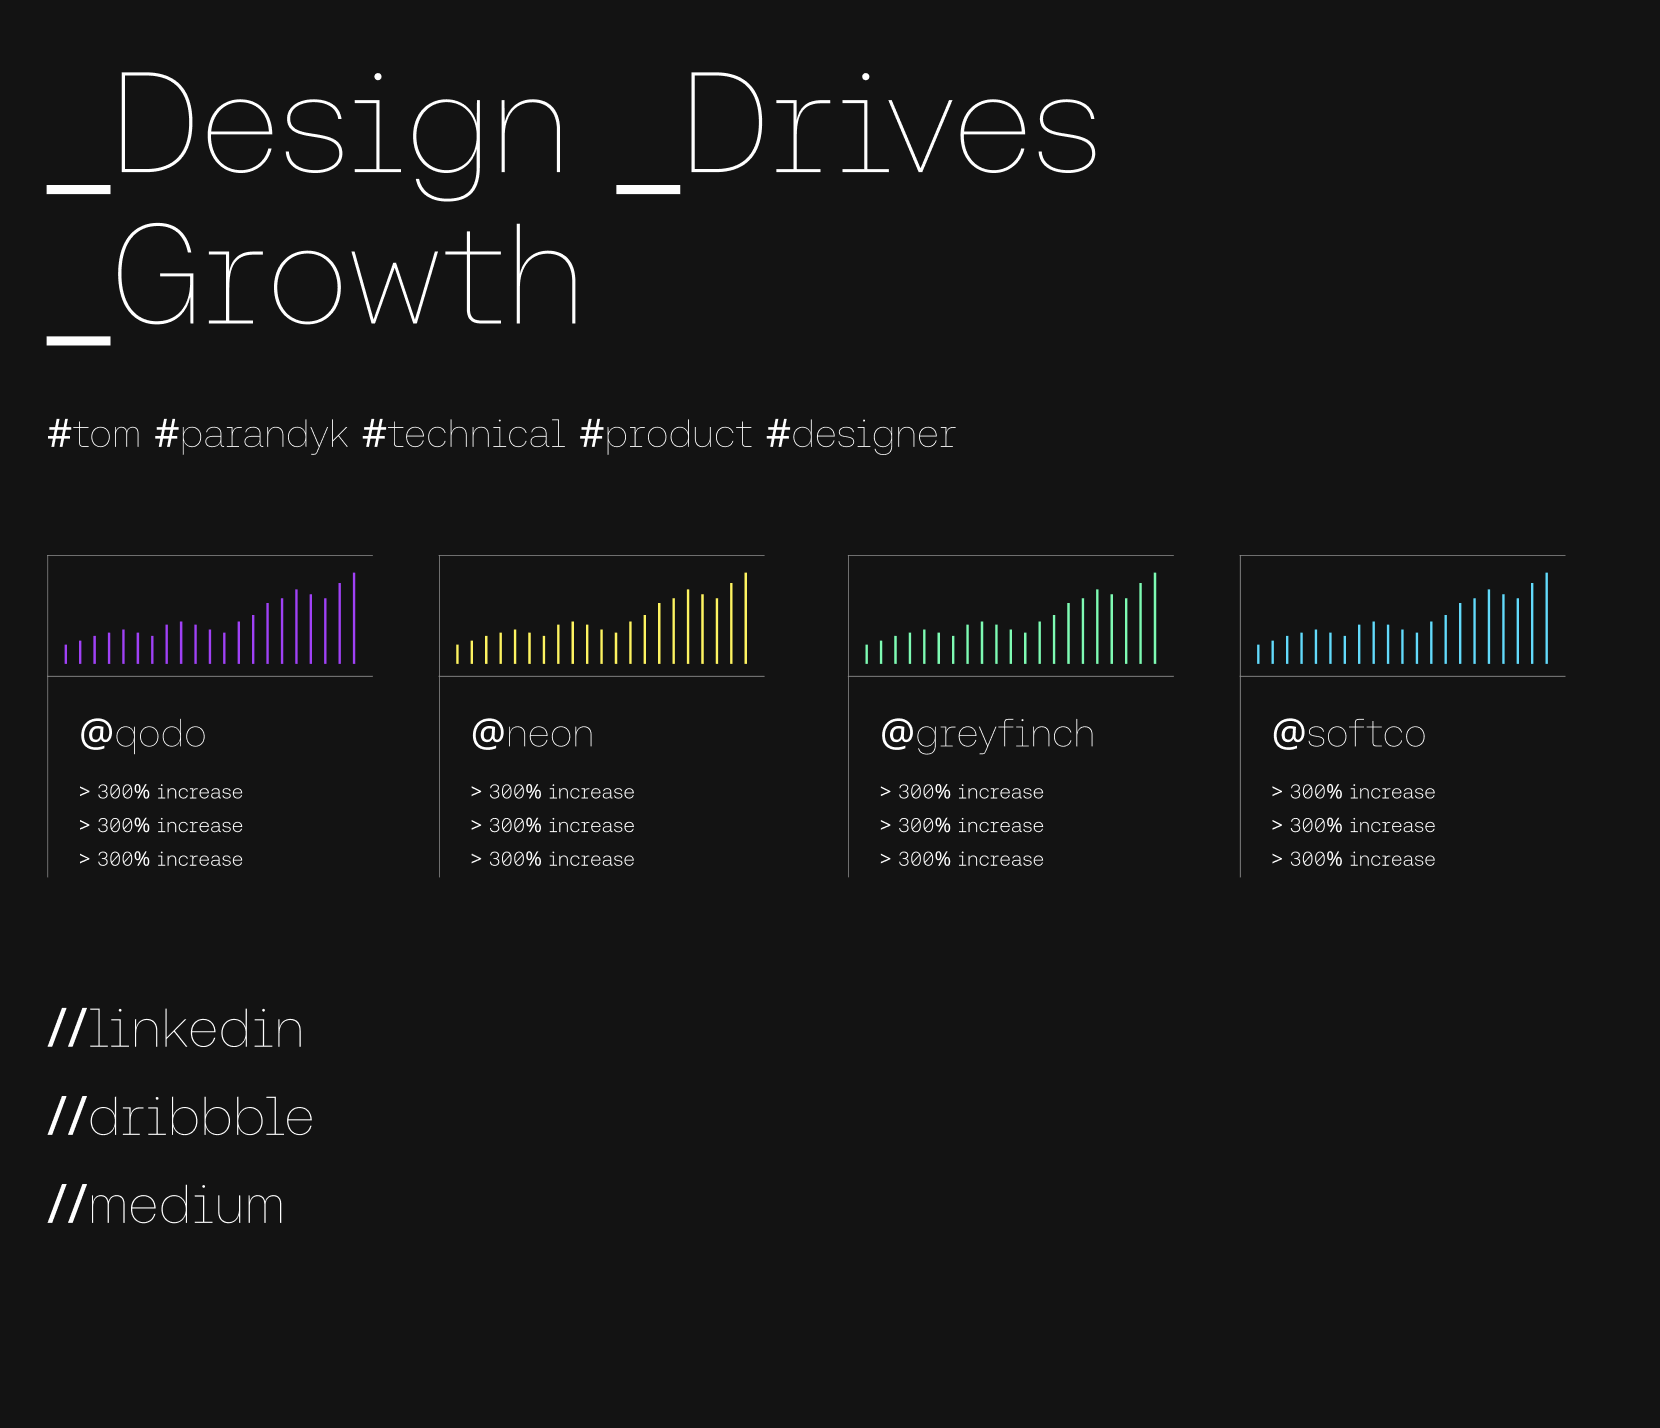 _Design _Drives
_Growth
#tom #parandyk #technical #product #designer
@qodo
> 300% increase
> 300% increase
> 300% increase
@neon
> 300% increase
> 300% increase
> 300% increase
@greyfinch
> 300% increase
> 300% increase
> 300% increase
@softco
> 300% increase
> 300% increase
> 300% increase
//linkedin
//dribbble
//medium